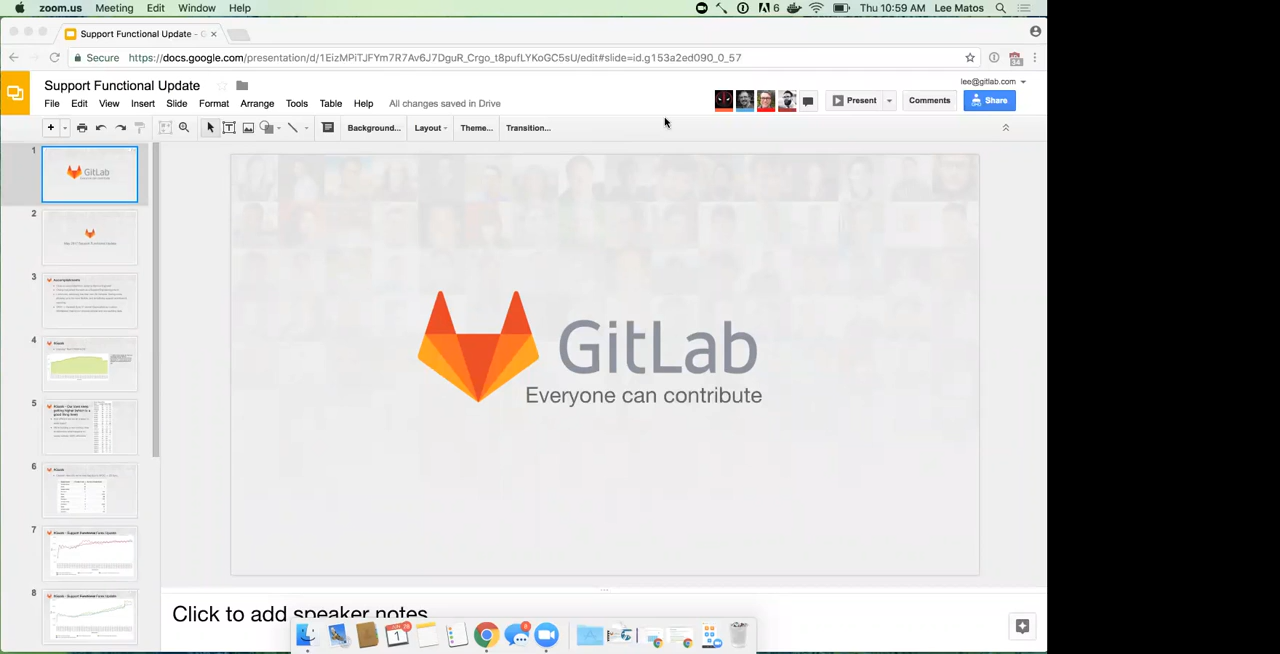 zoom.us Meeting Edit Window Help 6 Thu 10:59 AM Lee Matos
Support Functional Update -
Secure https://docs.google.com/presentation/d/1EizMPiTJFYm7R7Av6J7DguR_Crgo_t8pufLYKoGC5sU/edit#slide=id.g153a2ed090_0_57
Support Functional Update
lee@gitlab.com
File Edit View Insert Slide Format Arrange Tools Table Help All changes saved in Drive
Present Comments Share
Background... Layout Theme... Transition...
1
GitLab
2
3
4
5
6
7
8
GitLab
Everyone can contribute
Click to add speaker notes